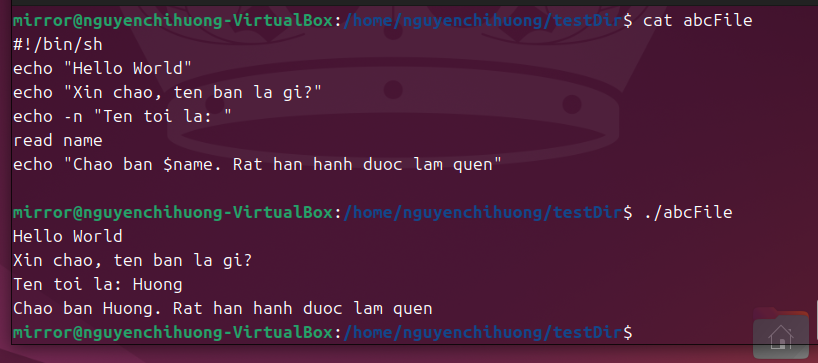 mirror@nguyenchihuong-VirtualBox:/home/nguyenchihuong/testDir$ cat abcFile
#!/bin/sh
echo "Hello World"
echo "Xin chao, ten ban la gi?"
echo -n "Ten toi la: "
read name
echo "Chao ban $name. Rat han hanh duoc lam quen"

mirror@nguyenchihuong-VirtualBox:/home/nguyenchihuong/testDir$ ./abcFile
Hello World
Xin chao, ten ban la gi?
Ten toi la: Huong
Chao ban Huong. Rat han hanh duoc lam quen
mirror@nguyenchihuong-VirtualBox:/home/nguyenchihuong/testDir$